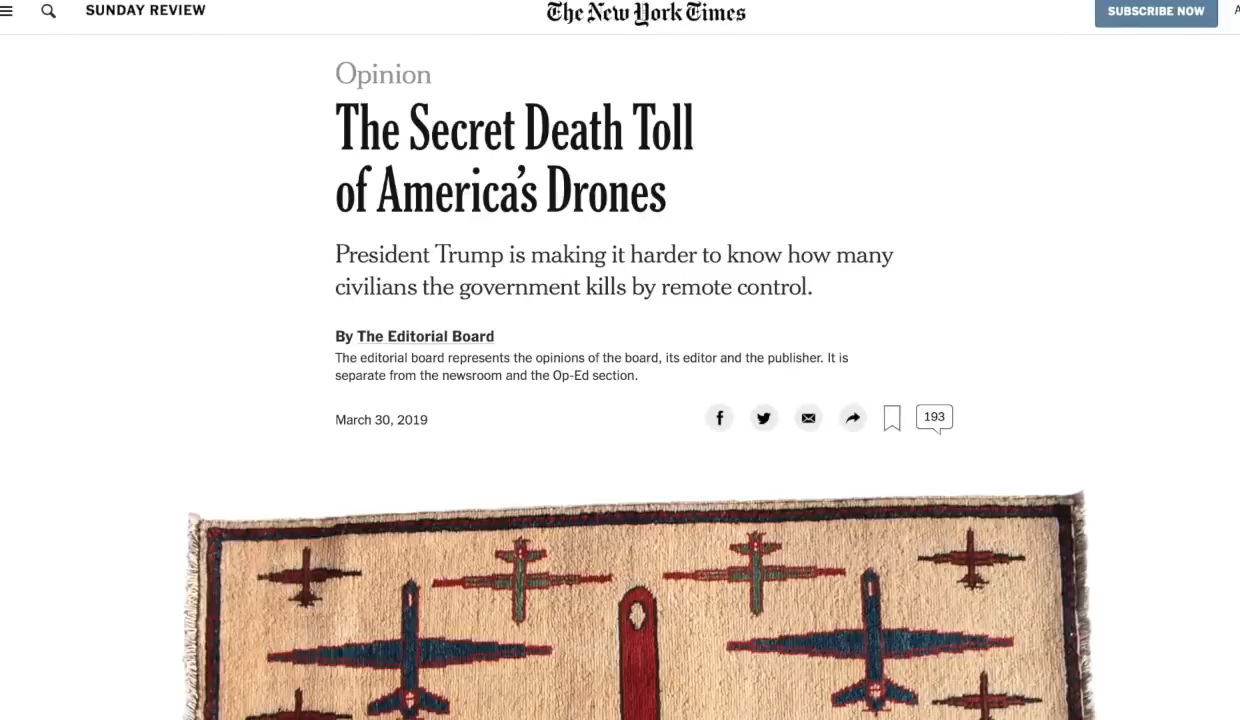 SUNDAY REVIEW
The New York Times
SUBSCRIBE NOW
Opinion
The Secret Death Toll
of America's Drones
President Trump is making it harder to know how many
civilians the government kills by remote control.
By The Editorial Board
The editorial board represents the opinions of the board, its editor and the publisher. It is
separate from the newsroom and the Op-Ed section.
March 30, 2019
193